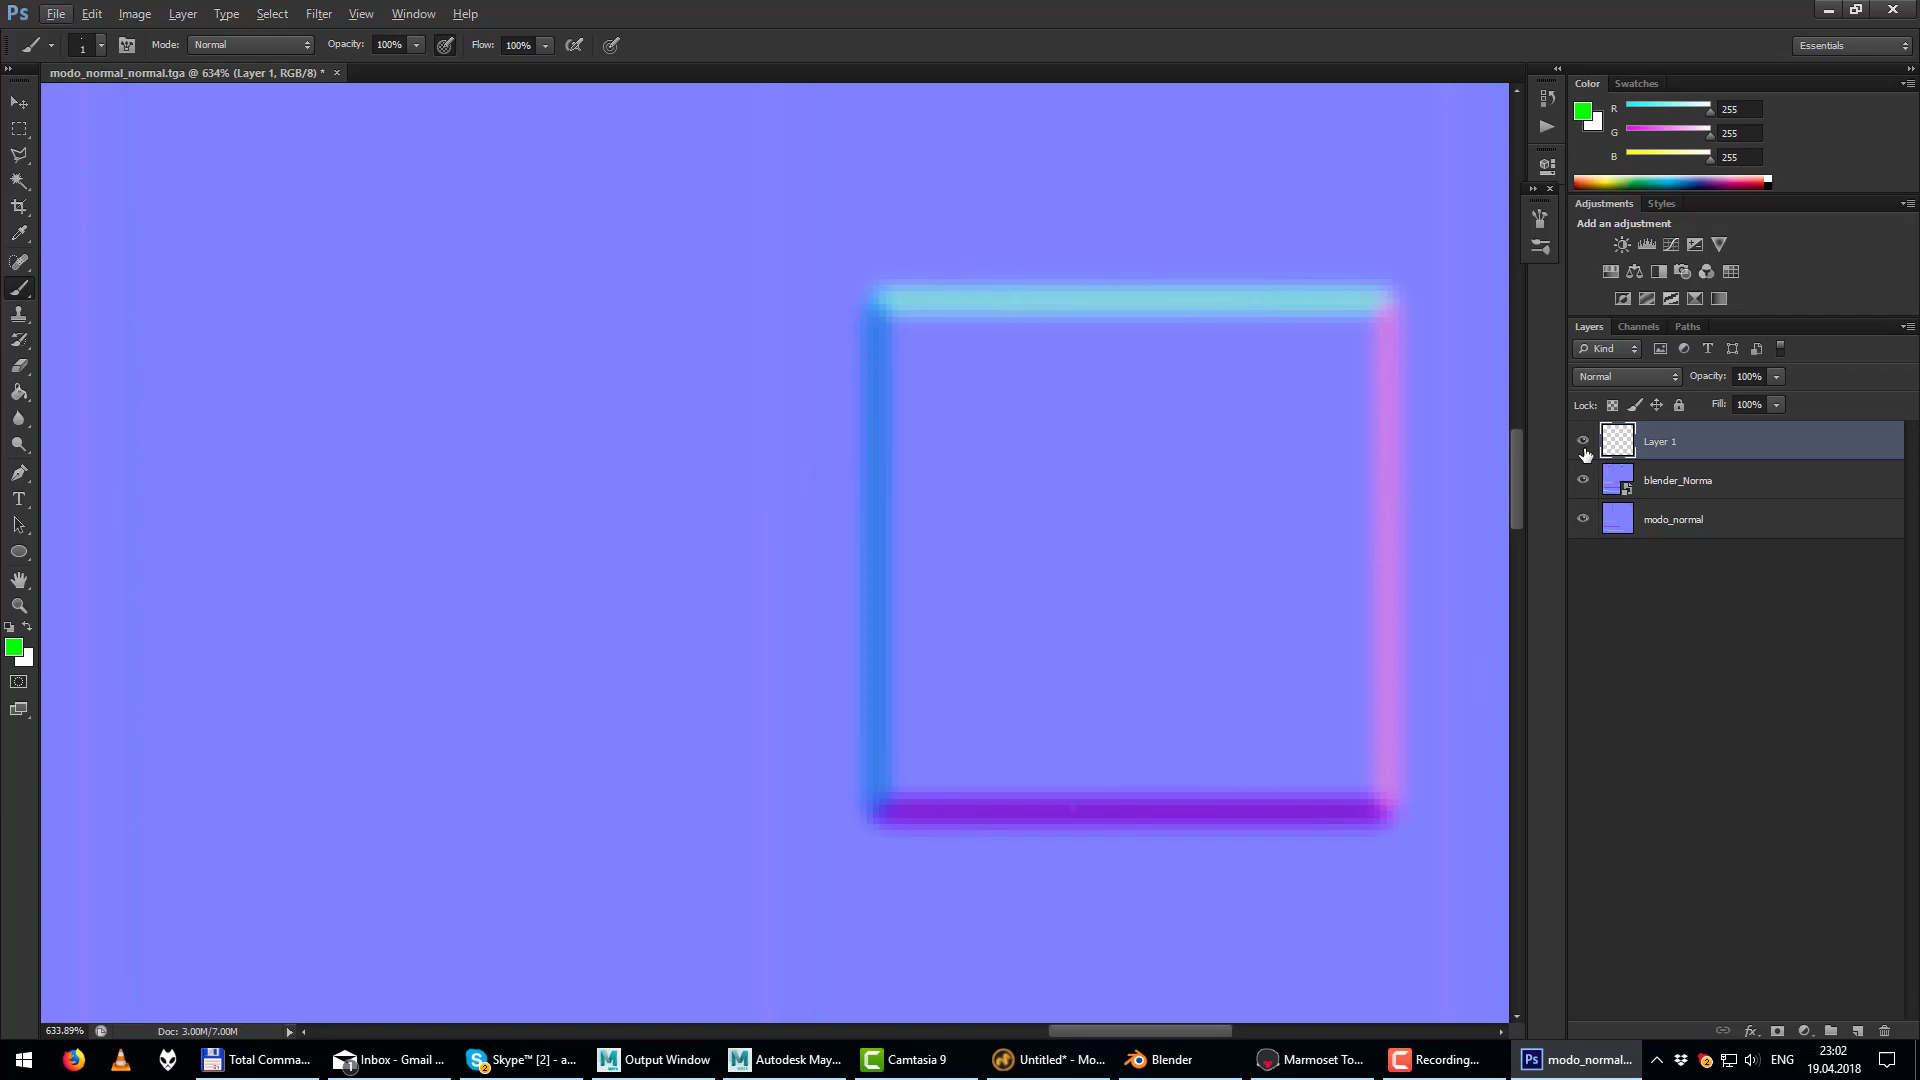 Ps File Edit Image Layer Type Select Filter View Window Help
1 Mode: Normal Opacity: 100% Flow: 100% Essentials
modo_normal_normal.tga @ 634% (Layer 1, RGB/8) * ×
Color Swatches
R 255
G 255
B 255
Adjustments Styles
Add an adjustment
Layers Channels Paths
Kind
Normal Opacity: 100%
Lock: Fill: 100%
Layer 1
blender_Norma
modo_normal
633.89% Doc: 3.00M/7.00M
Total Comma... Inbox - Gmail ... Skype™ [2] - a... Output Window Autodesk May... Camtasia 9 Untitled* - Mo... Blender Marmoset To... Recording... Ps modo_normal... ENG 23:02
19.04.2018